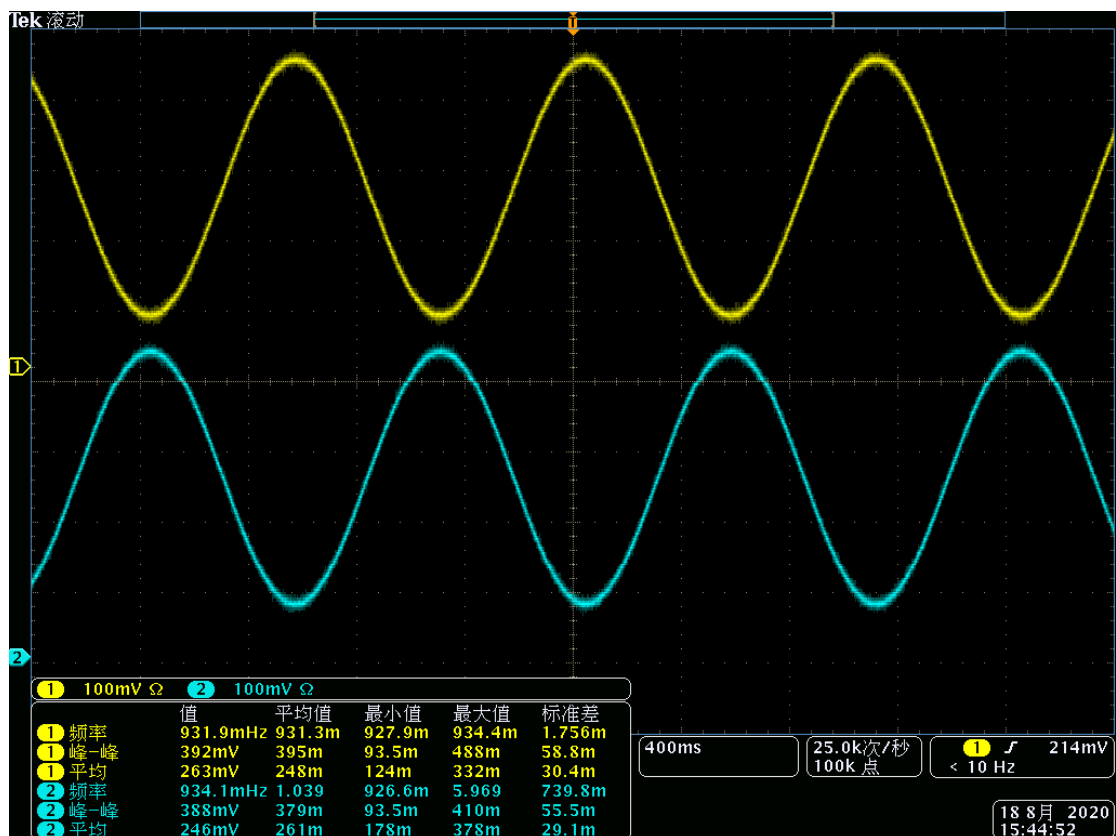 Tek 滚动
T
1
2
1 100mV Ω 2 100mV Ω
值 平均值 最小值 最大值 标准差
1 频率 931.9mHz 931.3m 927.9m 934.4m 1.756m
1 峰-峰 392mV 395m 93.5m 488m 58.8m
1 平均 263mV 248m 124m 332m 30.4m
2 频率 934.1mHz 1.039 926.6m 5.969 739.8m
2 峰-峰 388mV 379m 93.5m 410m 55.5m
2 平均 246mV 261m 178m 378m 29.1m
400ms
25.0k次/秒
100k 点
1 214mV
< 10 Hz
18 8月 2020
15:44:52